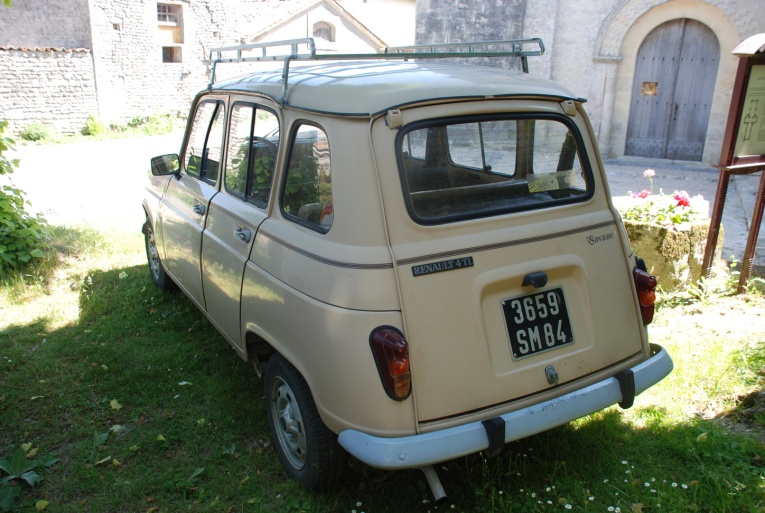 Savane
RENAULT 4 TL
3659
SM 84